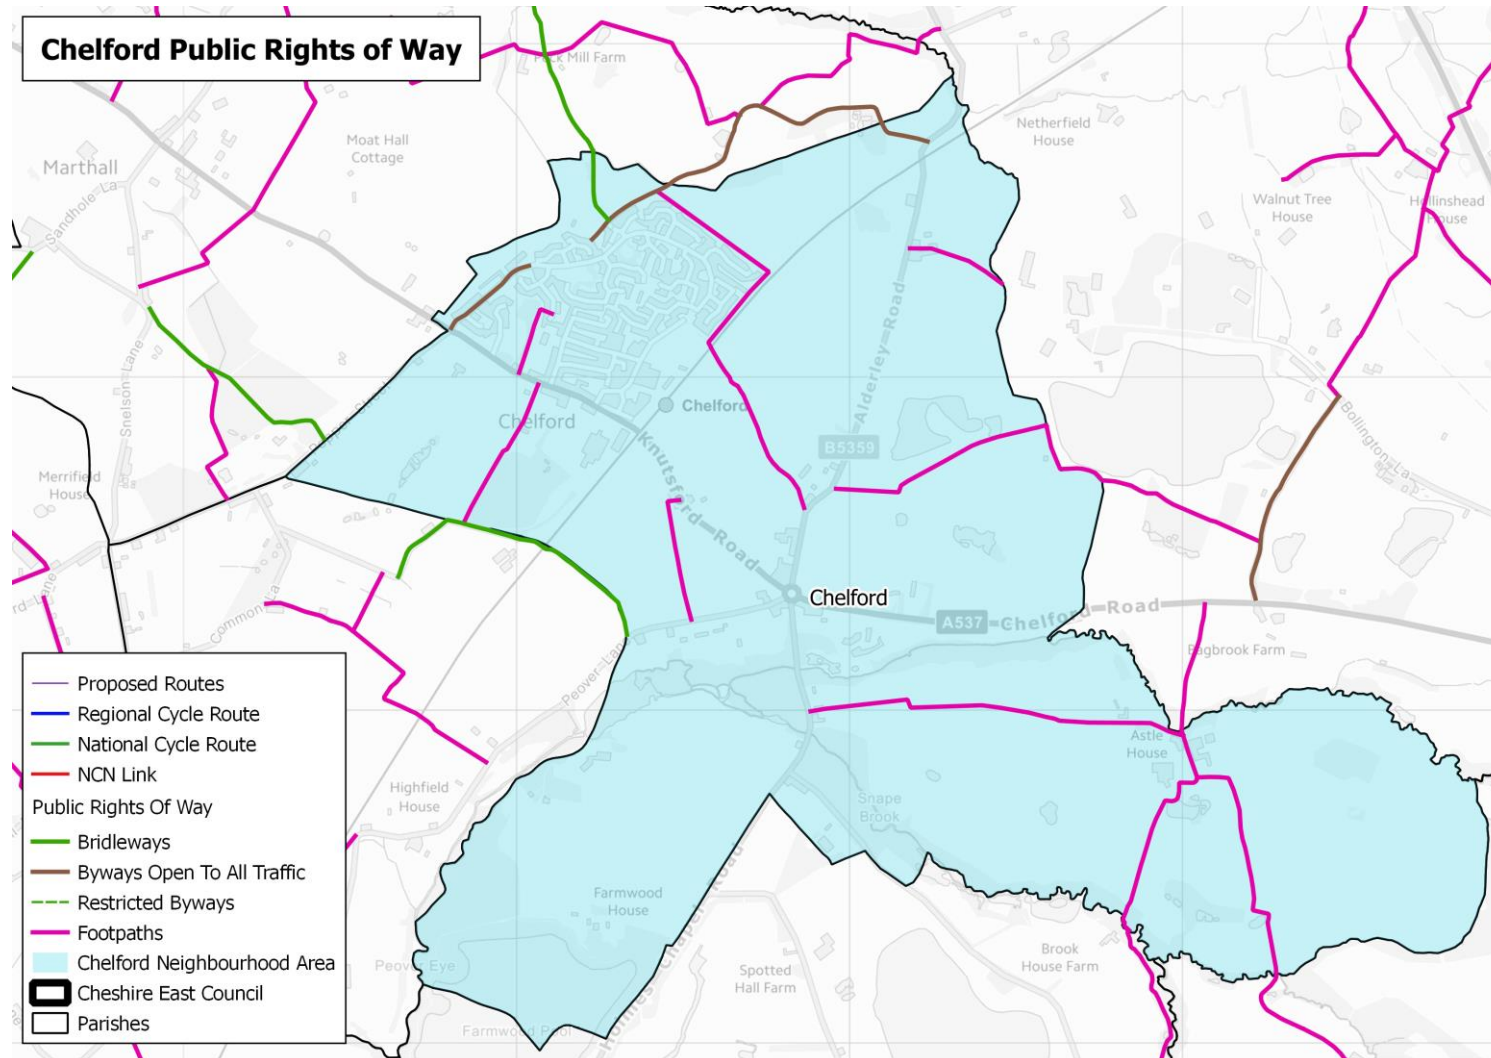 Chelford Public Rights of Way
Mill Farm
Moat Hall
Cottage
Netherfield
House
Marthall
Sandhole La
Walnut Tree
House
Hollinshead
House
Snelson Lane
Alderley Road
Chelford
Chelford
B5359
Knutsford Road
Bollington La
Merrifield
House
Common La
Chelford
A537
Chelford Road
Bagbrook Farm
Peover Lane
Astle
House
Highfield
House
Snape
Brook
Farmwood
House
Peover Eye
Spotted
Hall Farm
Brook
House Farm
Farmwood Pool
Holmes Chapel Road
Proposed Routes
Regional Cycle Route
National Cycle Route
NCN Link
Public Rights Of Way
Bridleways
Byways Open To All Traffic
Restricted Byways
Footpaths
Chelford Neighbourhood Area
Cheshire East Council
Parishes